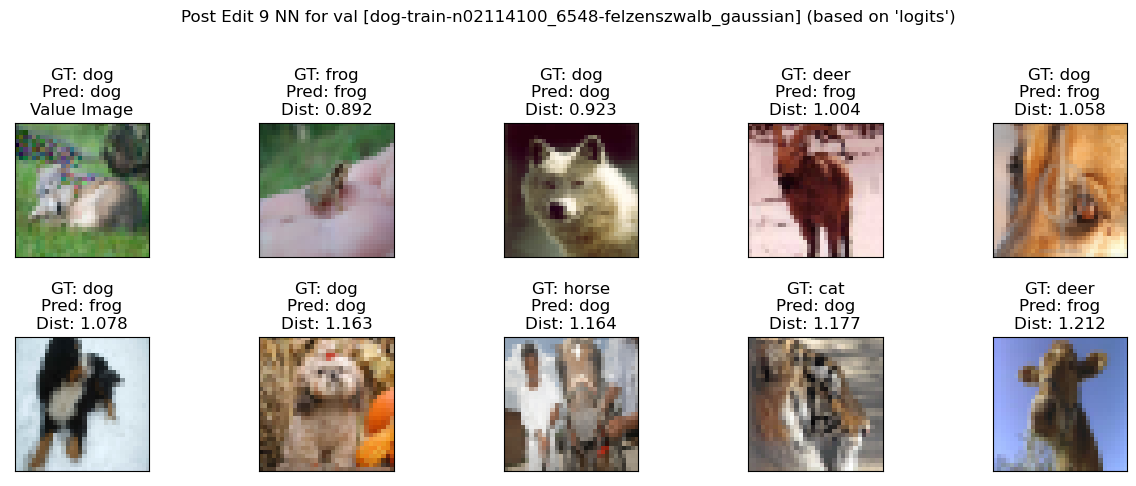 Post Edit 9 NN for val [dog-train-n02114100_6548-felzenszwalb_gaussian] (based on 'logits')
GT: dog
Pred: dog
Value Image
GT: frog
Pred: frog
Dist: 0.892
GT: dog
Pred: dog
Dist: 0.923
GT: deer
Pred: frog
Dist: 1.004
GT: dog
Pred: frog
Dist: 1.058
GT: dog
Pred: frog
Dist: 1.078
GT: dog
Pred: dog
Dist: 1.163
GT: horse
Pred: dog
Dist: 1.164
GT: cat
Pred: dog
Dist: 1.177
GT: deer
Pred: frog
Dist: 1.212